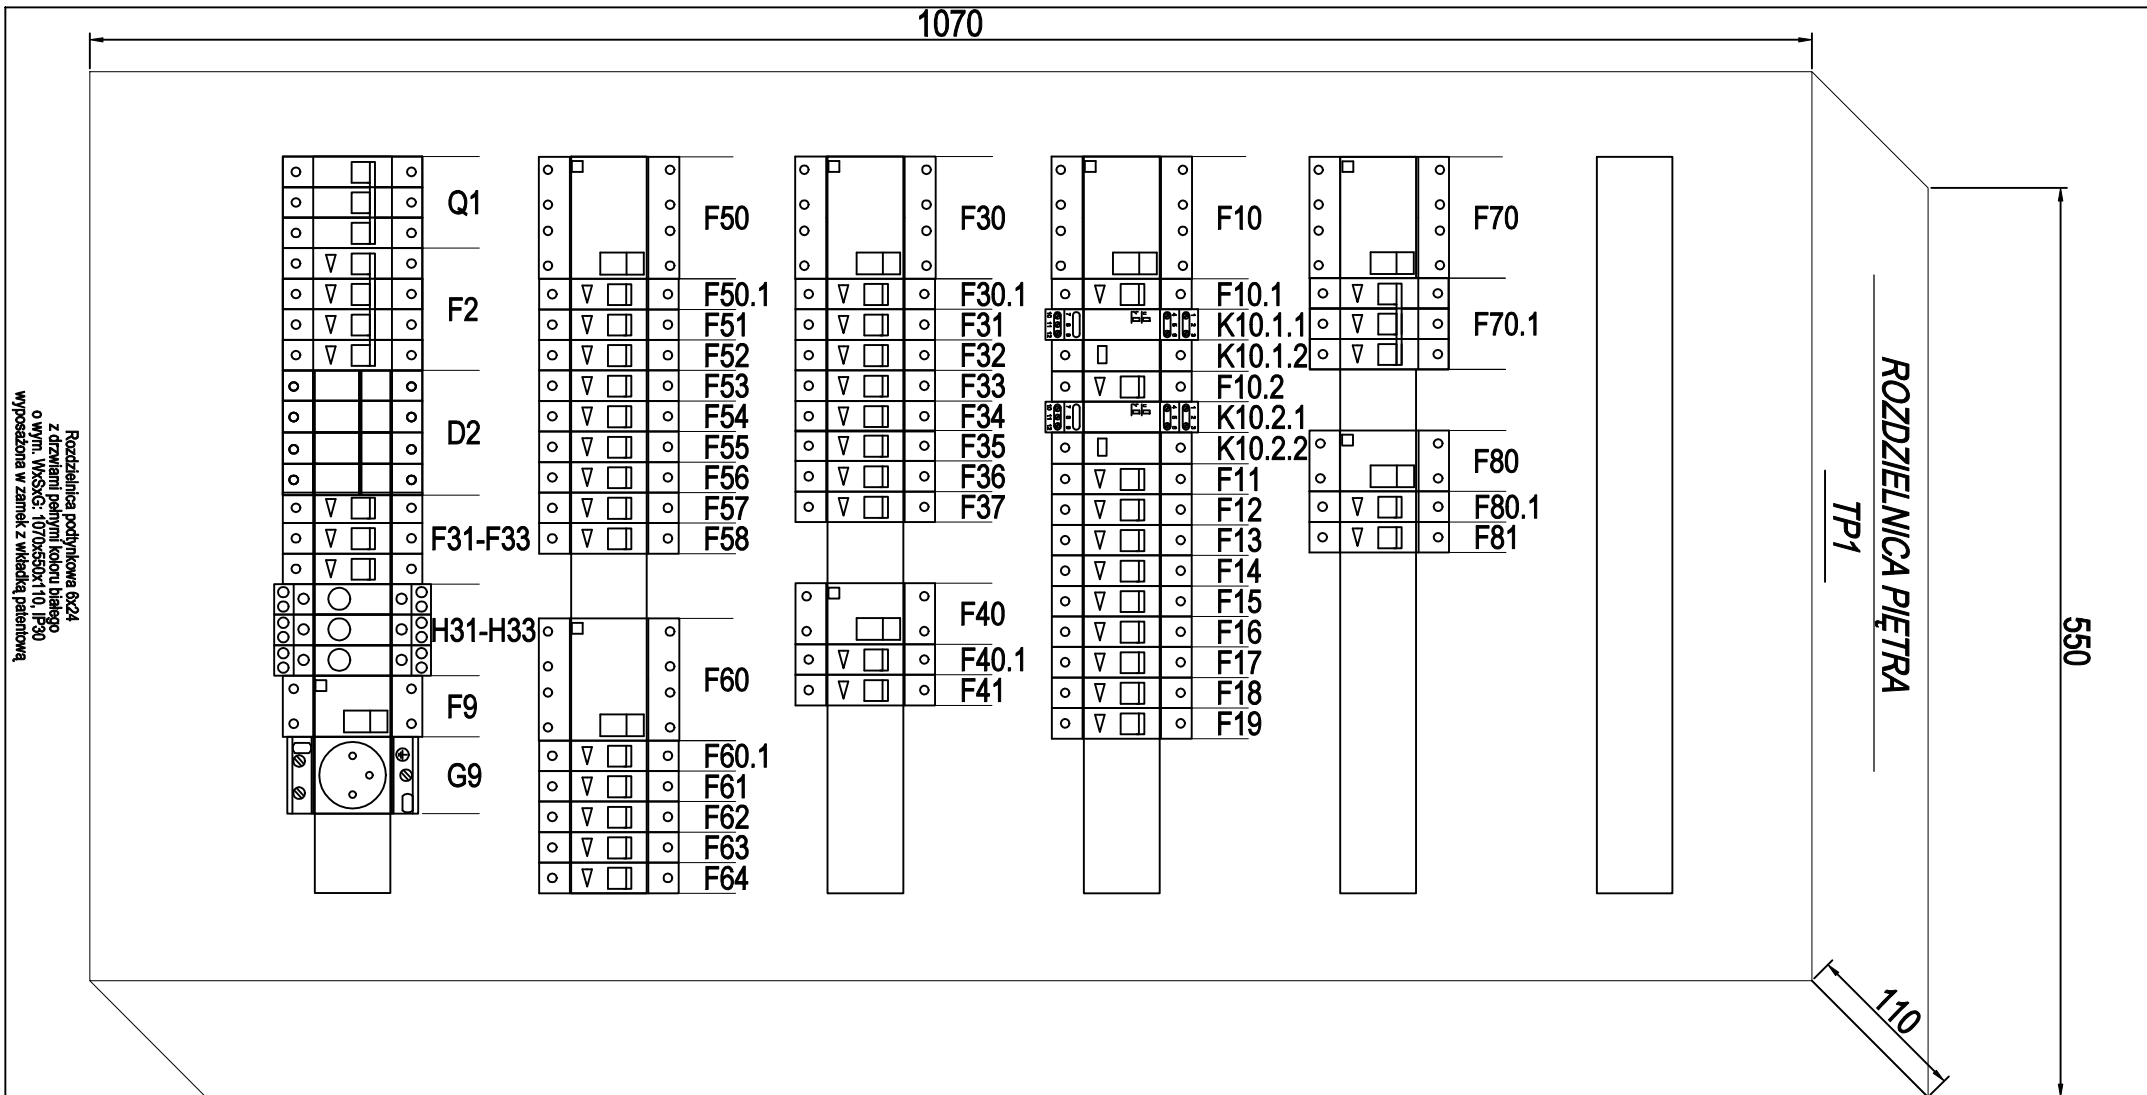 1070
Q1
F2
D2
F31-F33
H31-H33
F9
G9
F50
F50.1
F51
F52
F53
F54
F55
F56
F57
F58
F60
F60.1
F61
F62
F63
F64
F30
F30.1
F31
F32
F33
F34
F35
F36
F37
F40
F40.1
F41
F10
F10.1
K10.1.1
K10.1.2
F10.2
K10.2.1
K10.2.2
F11
F12
F13
F14
F15
F16
F17
F18
F19
F70
F70.1
F80
F80.1
F81
ROZDZIELNICA PIĘTRA
TP1
550
110
Rozdzielnica podtynkowa 6x24
z drzwiami pełnymi koloru białego
o wym. WxSxG: 1070x550x110, IP30
wyposażona w zamek z wkładką patentową